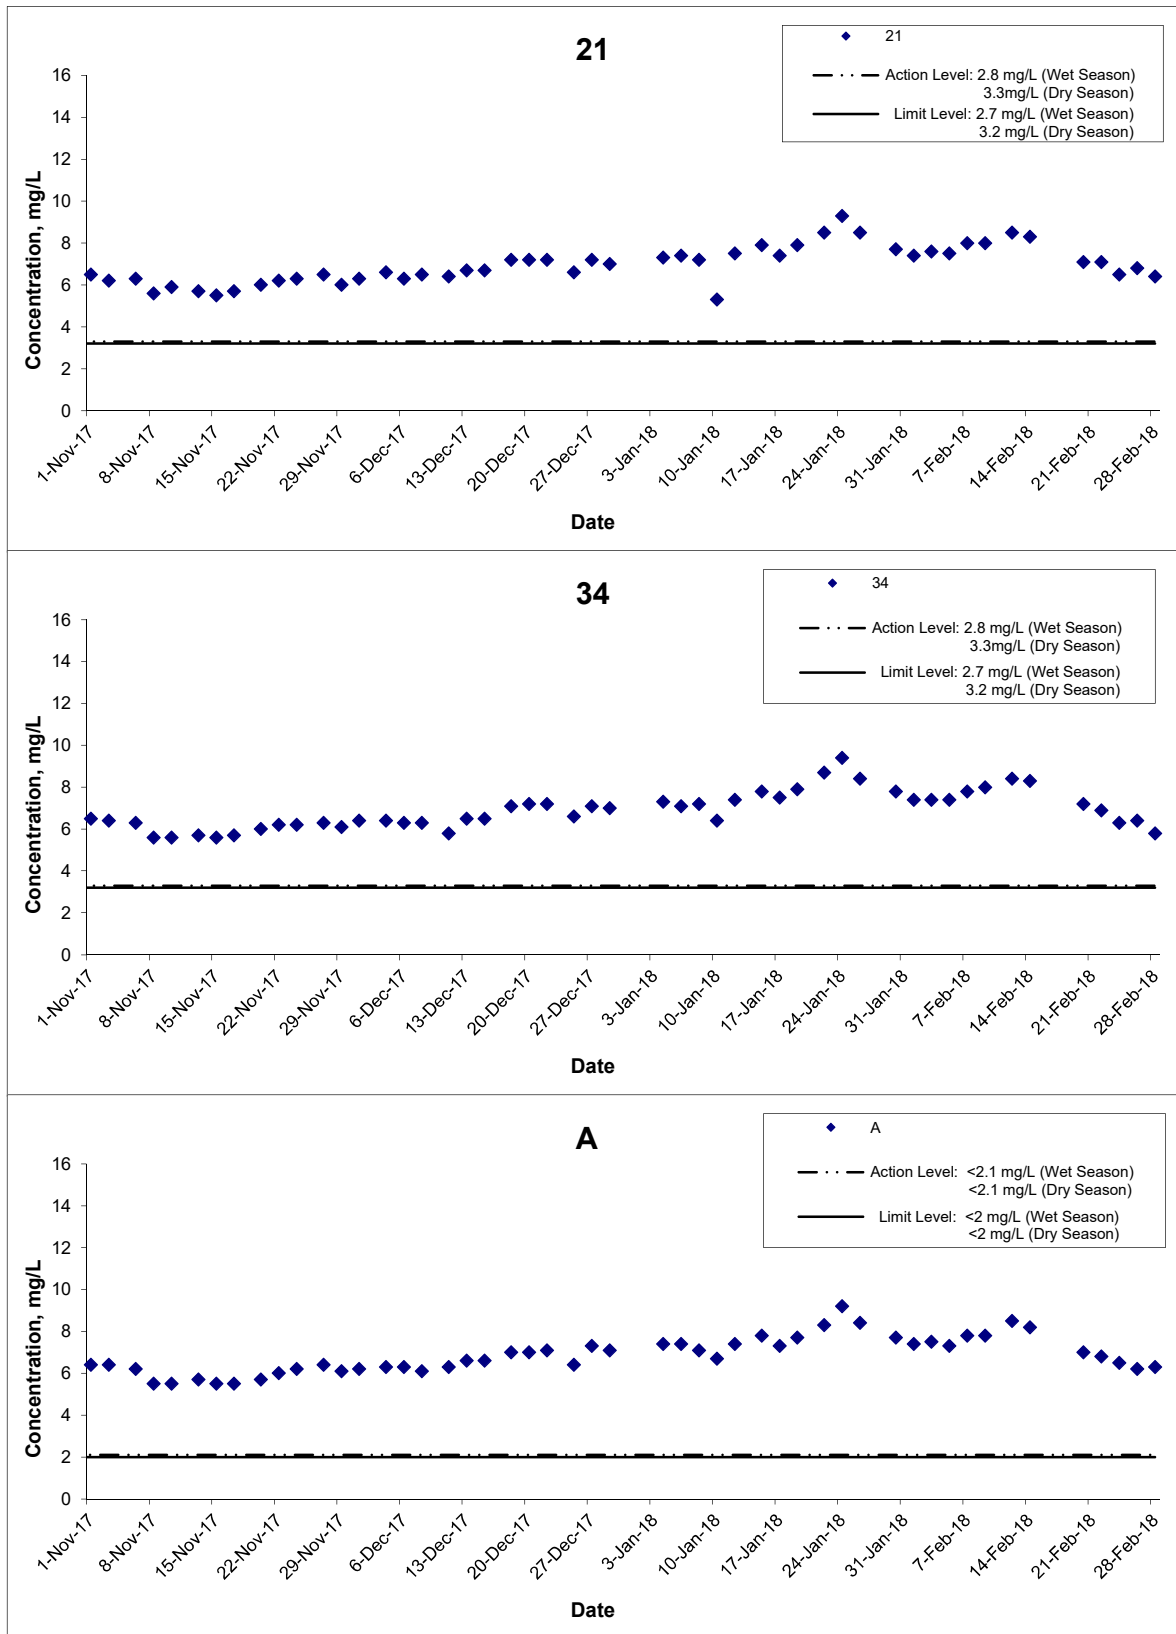 21
21
Action Level: 2.8 mg/L (Wet Season)
3.3mg/L (Dry Season)
Limit Level: 2.7 mg/L (Wet Season)
3.2 mg/L (Dry Season)
Concentration, mg/L
16
14
12
10
8
6
4
2
0
1-Nov-17
8-Nov-17
15-Nov-17
22-Nov-17
29-Nov-17
6-Dec-17
13-Dec-17
20-Dec-17
27-Dec-17
3-Jan-18
10-Jan-18
17-Jan-18
24-Jan-18
31-Jan-18
7-Feb-18
14-Feb-18
21-Feb-18
28-Feb-18
Date
34
34
Action Level: 2.8 mg/L (Wet Season)
3.3mg/L (Dry Season)
Limit Level: 2.7 mg/L (Wet Season)
3.2 mg/L (Dry Season)
Concentration, mg/L
16
14
12
10
8
6
4
2
0
1-Nov-17
8-Nov-17
15-Nov-17
22-Nov-17
29-Nov-17
6-Dec-17
13-Dec-17
20-Dec-17
27-Dec-17
3-Jan-18
10-Jan-18
17-Jan-18
24-Jan-18
31-Jan-18
7-Feb-18
14-Feb-18
21-Feb-18
28-Feb-18
Date
A
A
Action Level: <2.1 mg/L (Wet Season)
<2.1 mg/L (Dry Season)
Limit Level: <2 mg/L (Wet Season)
<2 mg/L (Dry Season)
Concentration, mg/L
16
14
12
10
8
6
4
2
0
1-Nov-17
8-Nov-17
15-Nov-17
22-Nov-17
29-Nov-17
6-Dec-17
13-Dec-17
20-Dec-17
27-Dec-17
3-Jan-18
10-Jan-18
17-Jan-18
24-Jan-18
31-Jan-18
7-Feb-18
14-Feb-18
21-Feb-18
28-Feb-18
Date